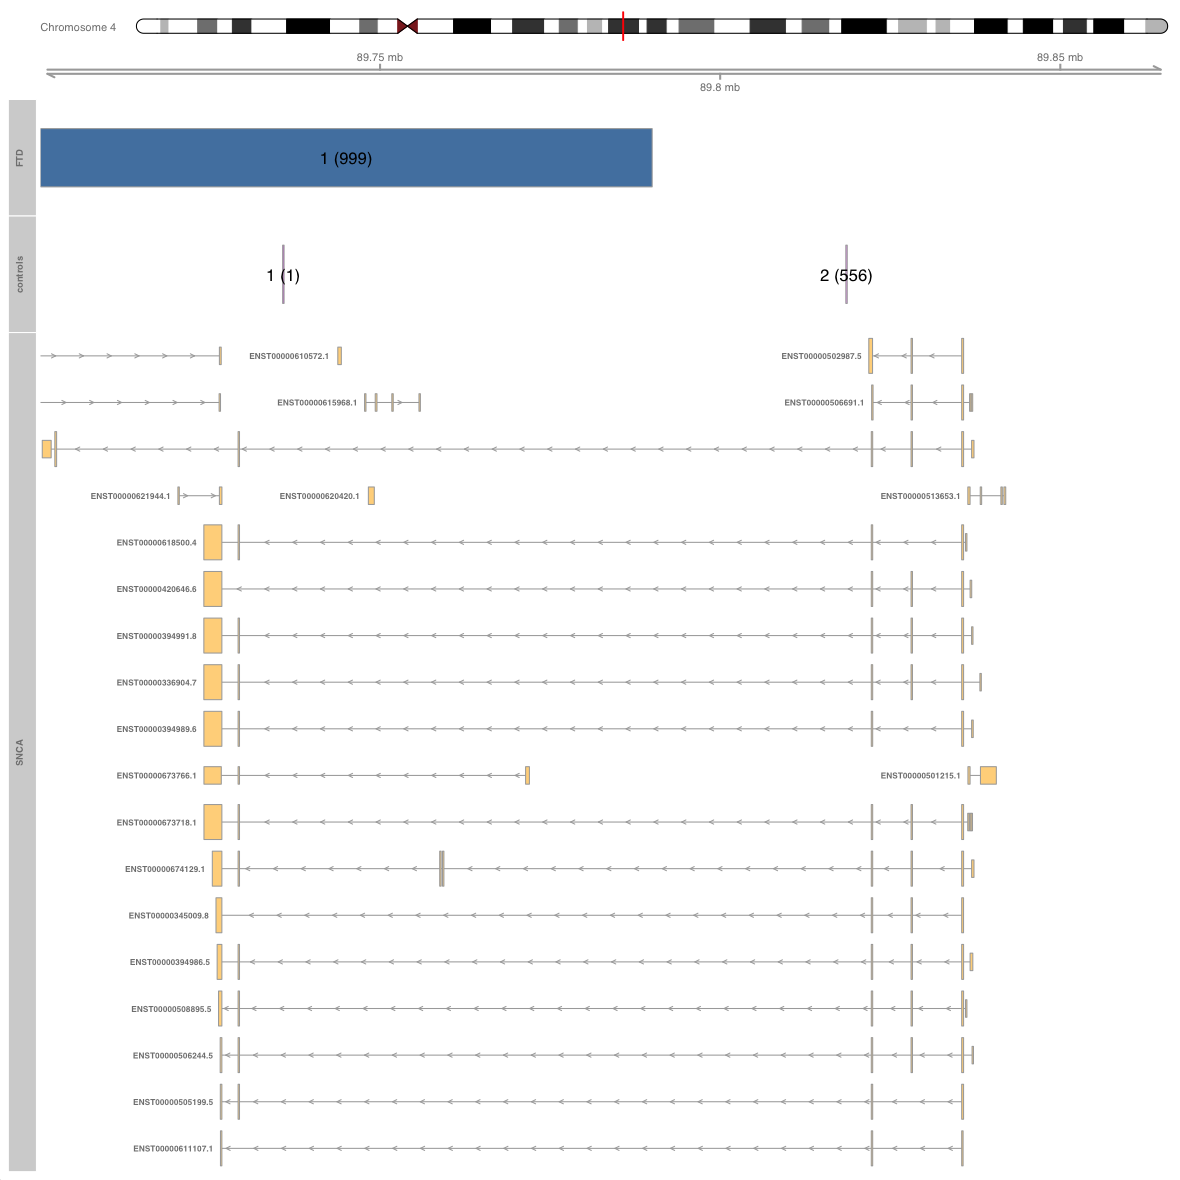 Chromosome 4
89.75 mb
89.85 mb
89.8 mb
FTD
1 (999)
controls
1 (1)
2 (556)
SNCA
ENST00000610572.1
ENST00000502987.5
ENST00000615968.1
ENST00000506691.1
ENST00000621944.1
ENST00000620420.1
ENST00000513653.1
ENST00000618500.4
ENST00000420646.6
ENST00000394991.8
ENST00000336904.7
ENST00000394989.6
ENST00000673766.1
ENST00000501215.1
ENST00000673718.1
ENST00000674129.1
ENST00000345009.8
ENST00000394986.5
ENST00000508895.5
ENST00000506244.5
ENST00000505199.5
ENST00000611107.1